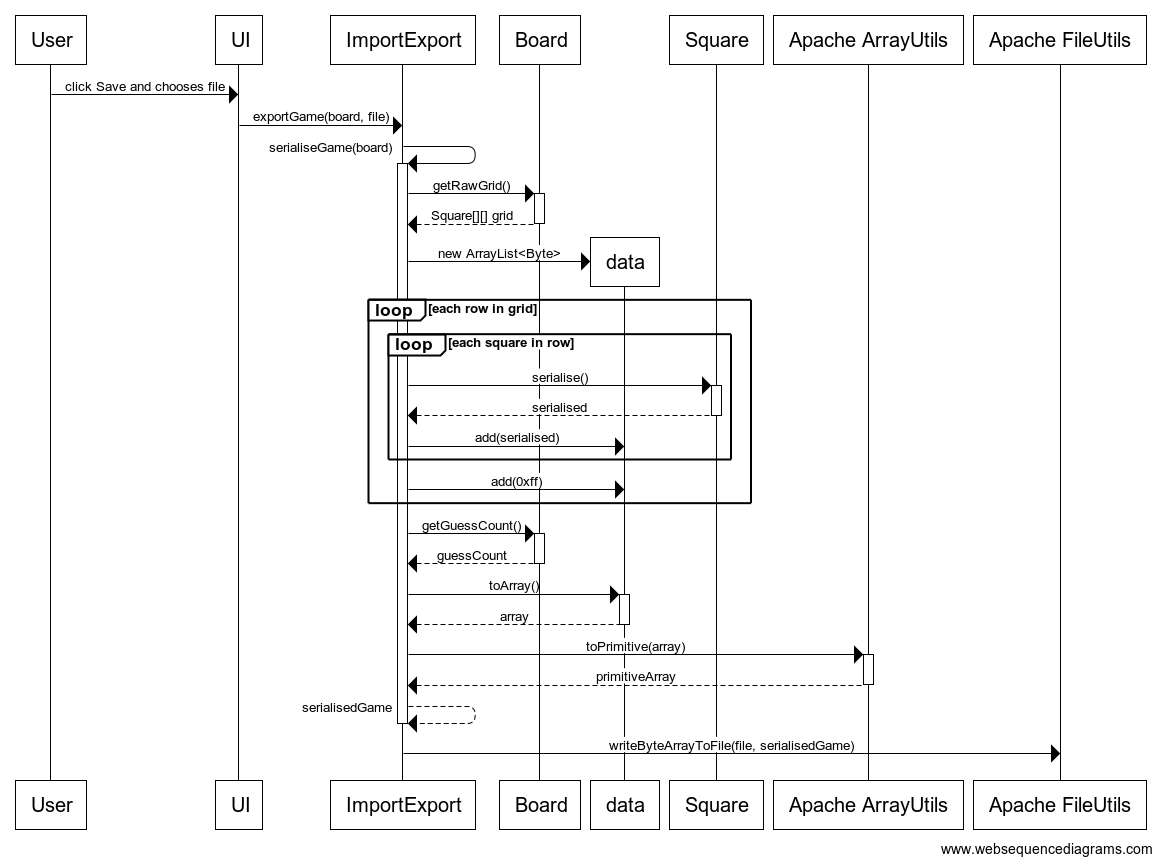 User
UI
ImportExport
Board
Square
Apache ArrayUtils
Apache FileUtils
click Save and chooses file
exportGame(board, file)
serialiseGame(board)
getRawGrid()
Square[][] grid
new ArrayList<Byte>
data
loop [each row in grid]
loop [each square in row]
serialise()
serialised
add(serialised)
add(0xff)
getGuessCount()
guessCount
toArray()
array
toPrimitive(array)
primitiveArray
serialisedGame
writeByteArrayToFile(file, serialisedGame)
User
UI
ImportExport
Board
data
Square
Apache ArrayUtils
Apache FileUtils
www.websequencediagrams.com